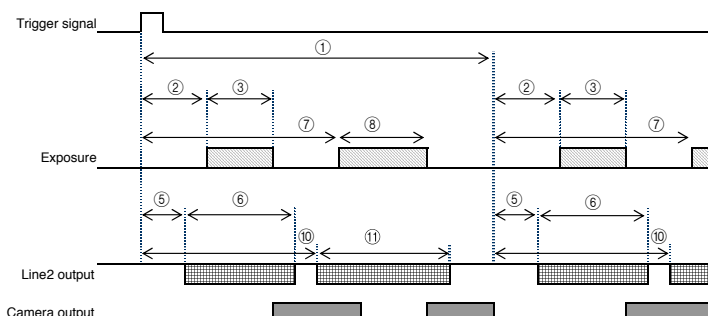 Trigger signal
①
② ③ ② ③
⑦ ⑧ ⑦
Exposure
⑤ ⑥ ⑤ ⑥
⑩ ⑪ ⑩
Line2 output
Camera output